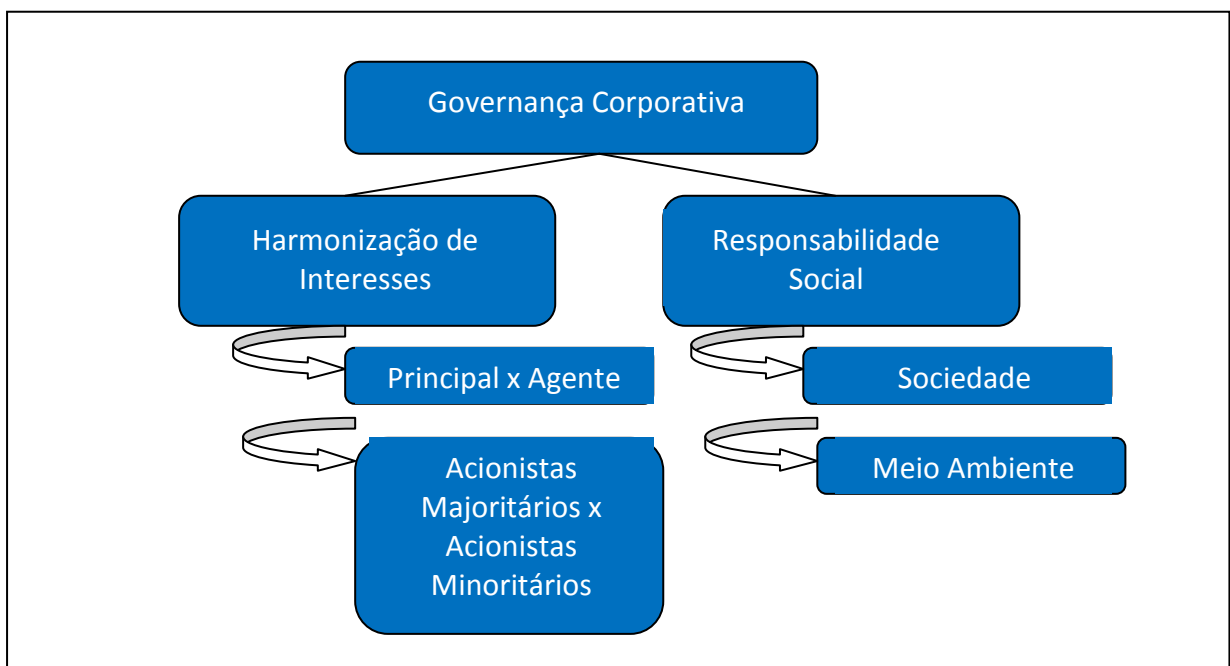 Governança Corporativa
Harmonização de
Interesses
Responsabilidade
Social
Principal x Agente
Sociedade
Acionistas
Majoritários x
Acionistas
Minoritários
Meio Ambiente